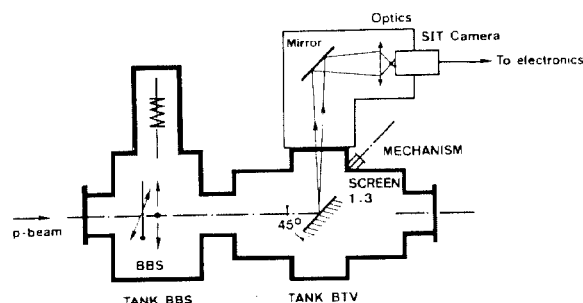 Optics
SIT Camera
Mirror
To electronics
MECHANISM
SCREEN
1.3
45°
p-beam
BBS
TANK BBS
TANK BTV